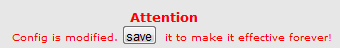 Attention
Config is modified. save it to make it effective forever!